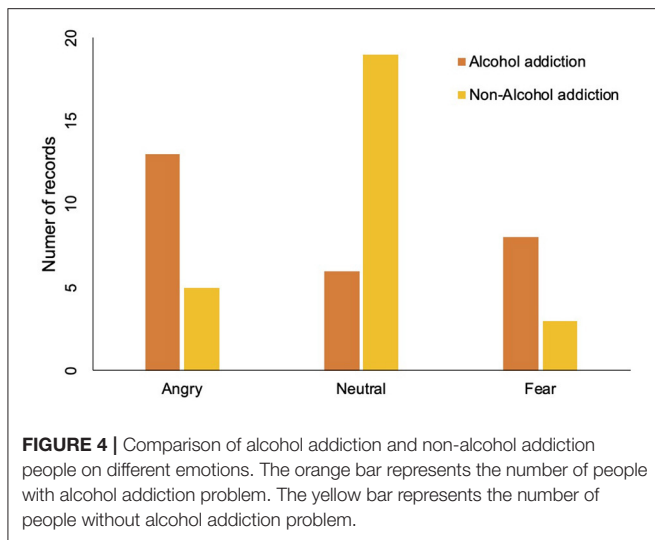 20
Alcohol addiction
Non-Alcohol addiction
15
Numer of records
10
5
0
Angry Neutral Fear
FIGURE 4 | Comparison of alcohol addiction and non-alcohol addiction
people on different emotions. The orange bar represents the number of people
with alcohol addiction problem. The yellow bar represents the number of
people without alcohol addiction problem.